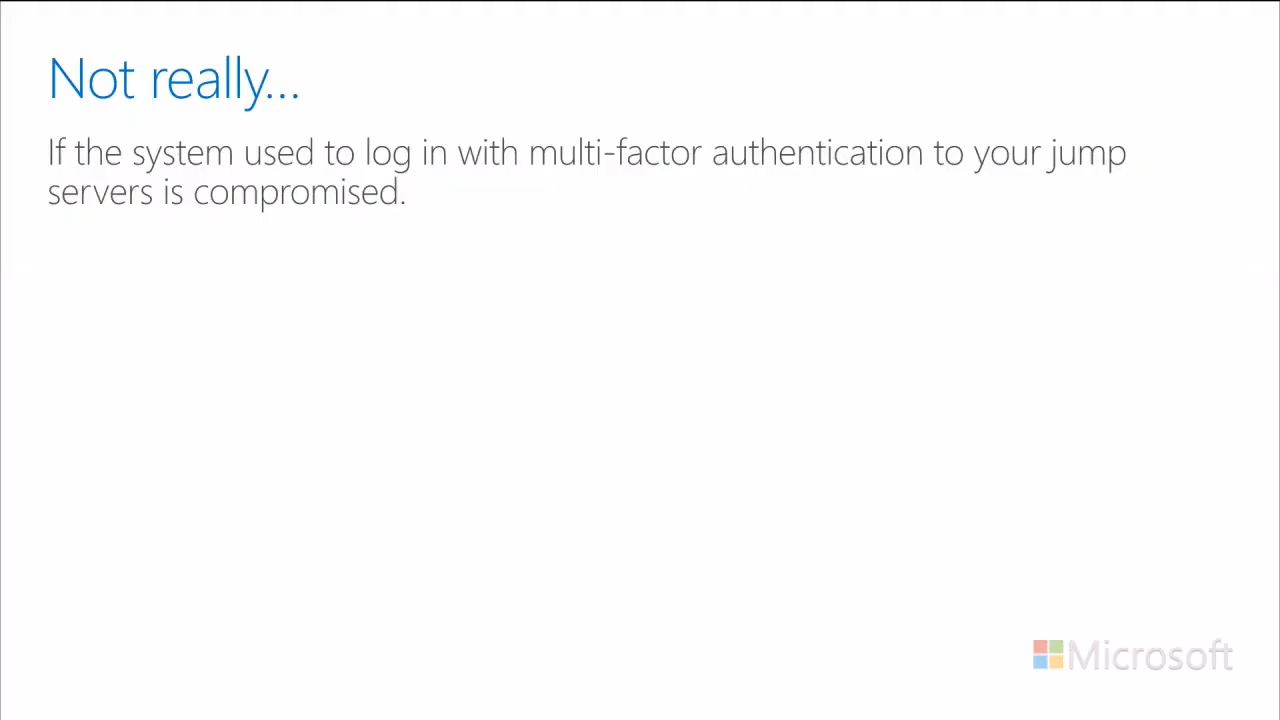 Not really...
If the system used to log in with multi-factor authentication to your jump
servers is compromised.
Microsoft